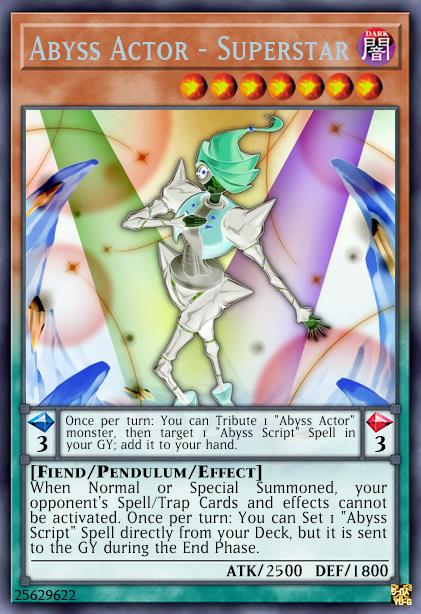 Abyss Actor - Superstar
DARK
闇
Once per turn: You can Tribute 1 "Abyss Actor"
monster, then target 1 "Abyss Script" Spell in
your GY; add it to your hand.
3
3
[Fiend/Pendulum/Effect]
When Normal or Special Summoned, your
opponent's Spell/Trap Cards and effects cannot
be activated. Once per turn: You can Set 1 "Abyss
Script" Spell directly from your Deck, but it is sent
to the GY during the End Phase.
ATK/2500 DEF/1800
25629622